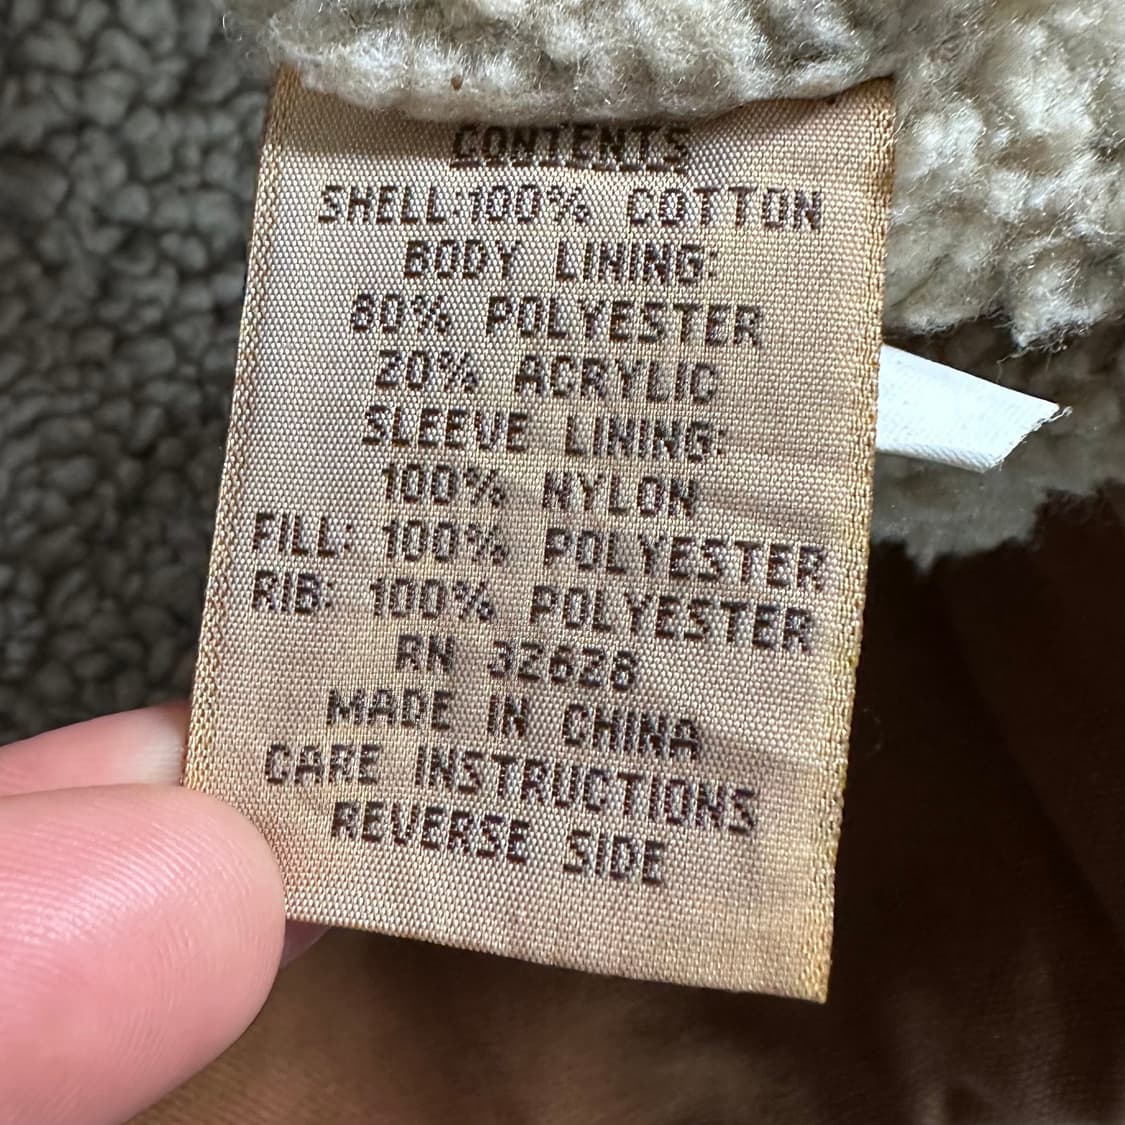 CONTENTS
SHELL:100% COTTON
BODY LINING:
80% POLYESTER
20% ACRYLIC
SLEEVE LINING:
100% NYLON
FILL: 100% POLYESTER
RIB: 100% POLYESTER
RN 32628
MADE IN CHINA
CARE INSTRUCTIONS
REVERSE SIDE